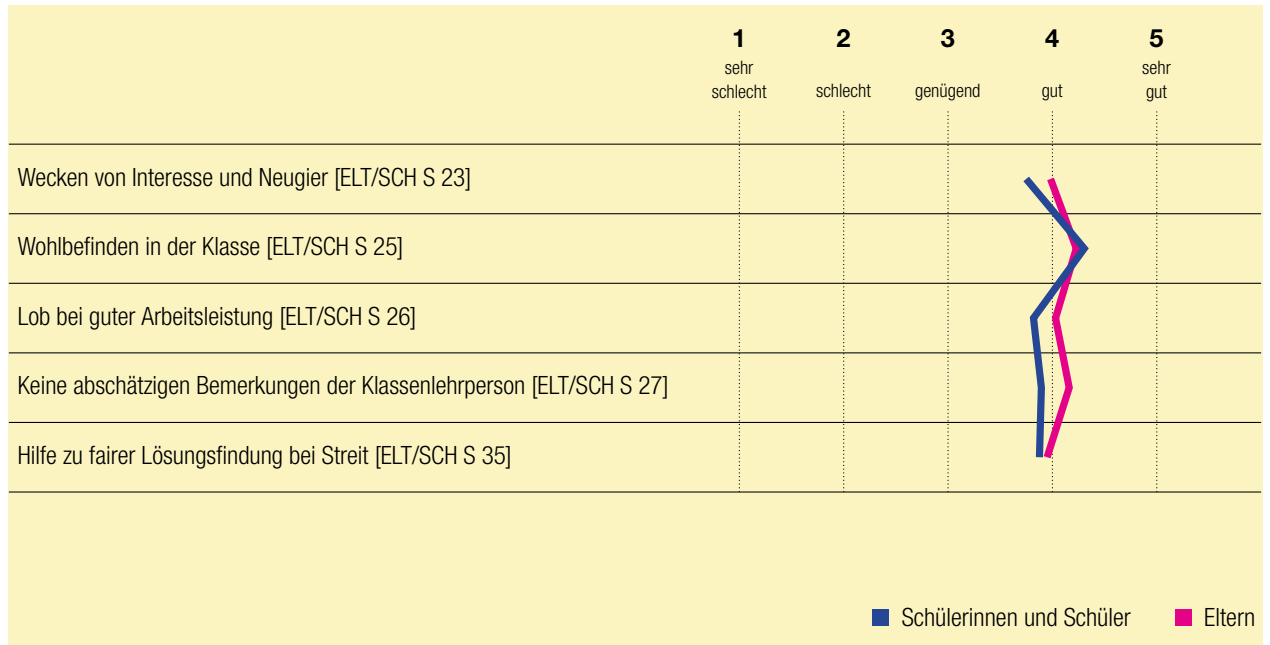 1 2 3 4 5
sehr schlecht schlecht genügend gut sehr gut
Wecken von Interesse und Neugier [ELT/SCH S 23]
Wohlbefinden in der Klasse [ELT/SCH S 25]
Lob bei guter Arbeitsleistung [ELT/SCH S 26]
Keine abschätzigen Bemerkungen der Klassenlehrperson [ELT/SCH S 27]
Hilfe zu fairer Lösungsfindung bei Streit [ELT/SCH S 35]
Schülerinnen und Schüler Eltern